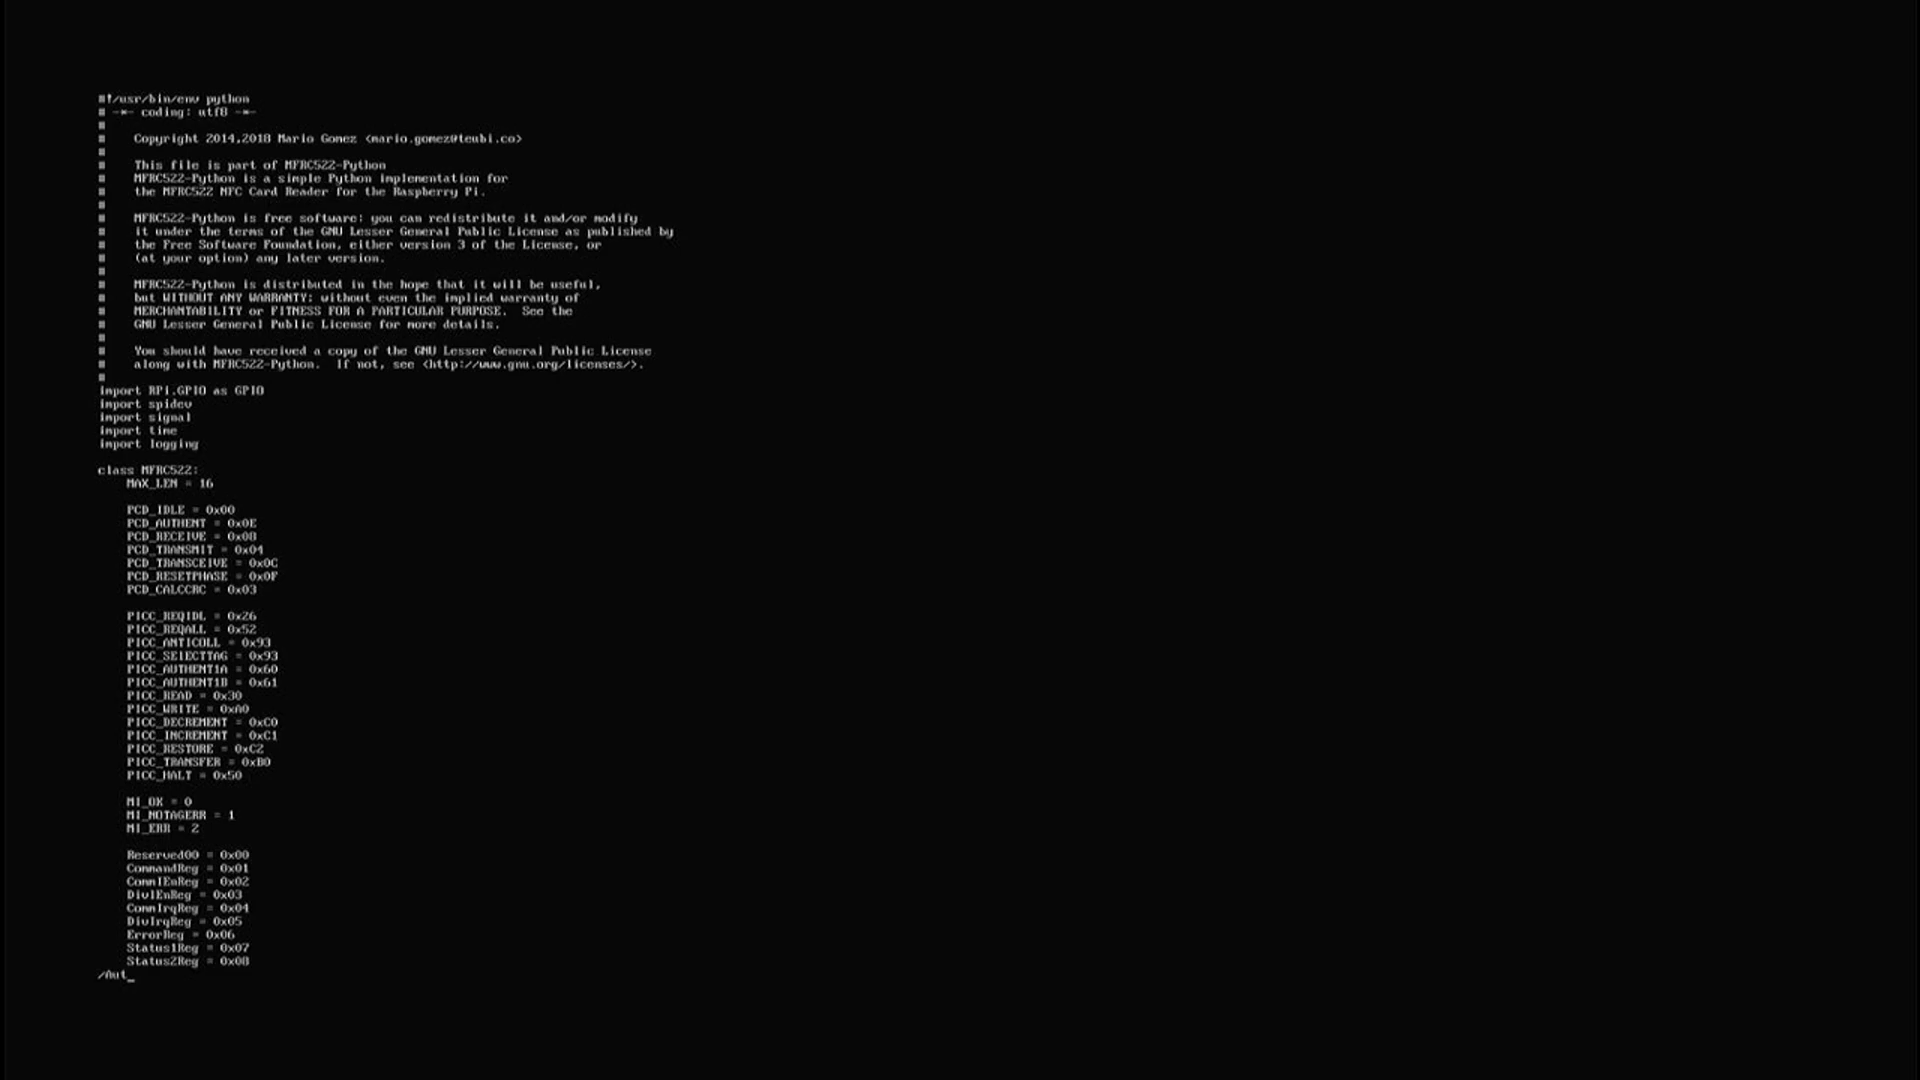 #!/usr/bin/env python
# -*- coding: utf8 -*-
#
#    Copyright 2014,2018 Mario Gomez <mario.gomez@teubi.co>
#
#    This file is part of MFRC522-Python
#    MFRC522-Python is a simple Python implementation for
#    the MFRC522 NFC Card Reader for the Raspberry Pi.
#
#    MFRC522-Python is free software: you can redistribute it and/or modify
#    it under the terms of the GNU Lesser General Public License as published by
#    the Free Software Foundation, either version 3 of the License, or
#    (at your option) any later version.
#
#    MFRC522-Python is distributed in the hope that it will be useful,
#    but WITHOUT ANY WARRANTY; without even the implied warranty of
#    MERCHANTABILITY or FITNESS FOR A PARTICULAR PURPOSE.  See the
#    GNU Lesser General Public License for more details.
#
#    You should have received a copy of the GNU Lesser General Public License
#    along with MFRC522-Python.  If not, see <http://www.gnu.org/licenses/>.
#
import RPi.GPIO as GPIO
import spidev
import signal
import time
import logging

class MFRC522:
    MAX_LEN = 16

    PCD_IDLE = 0x00
    PCD_AUTHENT = 0x0E
    PCD_RECEIVE = 0x08
    PCD_TRANSMIT = 0x04
    PCD_TRANSCEIVE = 0x0C
    PCD_RESETPHASE = 0x0F
    PCD_CALCCRC = 0x03

    PICC_REQIDL = 0x26
    PICC_REQALL = 0x52
    PICC_ANTICOLL = 0x93
    PICC_SElECTTAG = 0x93
    PICC_AUTHENT1A = 0x60
    PICC_AUTHENT1B = 0x61
    PICC_READ = 0x30
    PICC_WRITE = 0xA0
    PICC_DECREMENT = 0xC0
    PICC_INCREMENT = 0xC1
    PICC_RESTORE = 0xC2
    PICC_TRANSFER = 0xB0
    PICC_HALT = 0x50

    MI_OK = 0
    MI_NOTAGERR = 1
    MI_ERR = 2

    Reserved00 = 0x00
    CommandReg = 0x01
    CommIEnReg = 0x02
    DivlEnReg = 0x03
    CommIrqReg = 0x04
    DivIrqReg = 0x05
    ErrorReg = 0x06
    Status1Reg = 0x07
    Status2Reg = 0x08
/Aut_